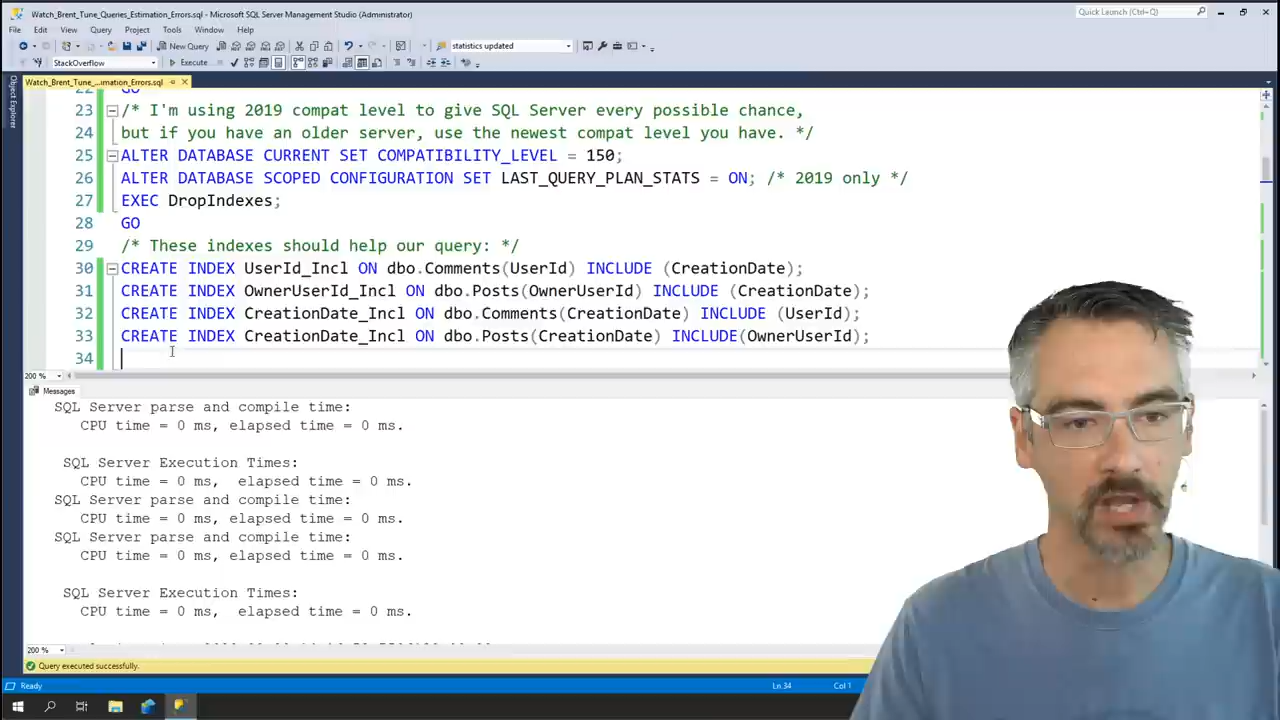 Watch_Brent_Tune_Queries_Estimation_Errors.sql - Microsoft SQL Server Management Studio (Administrator)
Quick Launch (Ctrl+Q)
File Edit View Query Project Tools Window Help
New Query
statistics updated
StackOverflow
Execute
Object Explorer
Watch_Brent_Tune_...imation_Errors.sql
22 GO
23 /* I'm using 2019 compat level to give SQL Server every possible chance,
24 but if you have an older server, use the newest compat level you have. */
25 ALTER DATABASE CURRENT SET COMPATIBILITY_LEVEL = 150;
26 ALTER DATABASE SCOPED CONFIGURATION SET LAST_QUERY_PLAN_STATS = ON; /* 2019 only */
27 EXEC DropIndexes;
28 GO
29 /* These indexes should help our query: */
30 CREATE INDEX UserId_Incl ON dbo.Comments(UserId) INCLUDE (CreationDate);
31 CREATE INDEX OwnerUserId_Incl ON dbo.Posts(OwnerUserId) INCLUDE (CreationDate);
32 CREATE INDEX CreationDate_Incl ON dbo.Comments(CreationDate) INCLUDE (UserId);
33 CREATE INDEX CreationDate_Incl ON dbo.Posts(CreationDate) INCLUDE(OwnerUserId);
34
200 %
Messages
SQL Server parse and compile time:
CPU time = 0 ms, elapsed time = 0 ms.
SQL Server Execution Times:
CPU time = 0 ms,  elapsed time = 0 ms.
SQL Server parse and compile time:
CPU time = 0 ms, elapsed time = 0 ms.
SQL Server parse and compile time:
CPU time = 0 ms, elapsed time = 0 ms.
SQL Server Execution Times:
CPU time = 0 ms,  elapsed time = 0 ms.
200 %
Query executed successfully.
Ready
Ln 34
Col 1